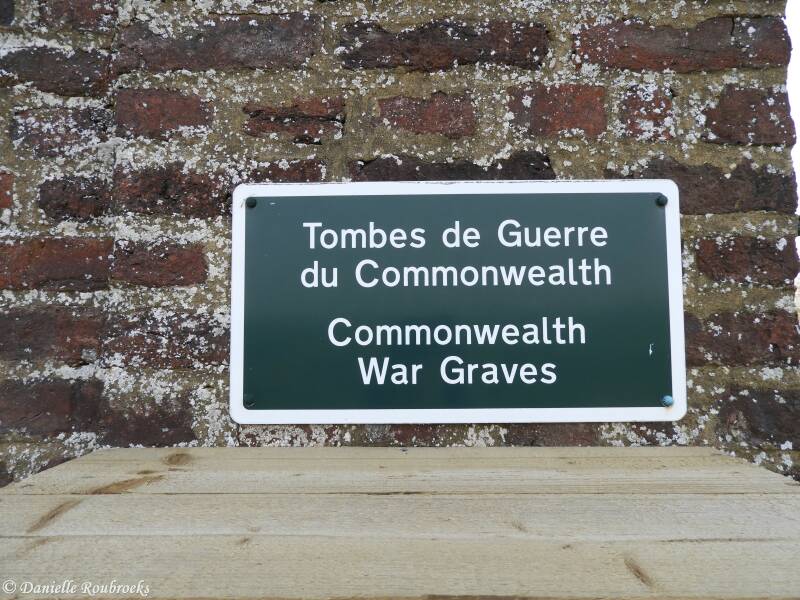 Tombes de Guerre
du Commonwealth
Commonwealth
War Graves
© Danielle Roubroeks